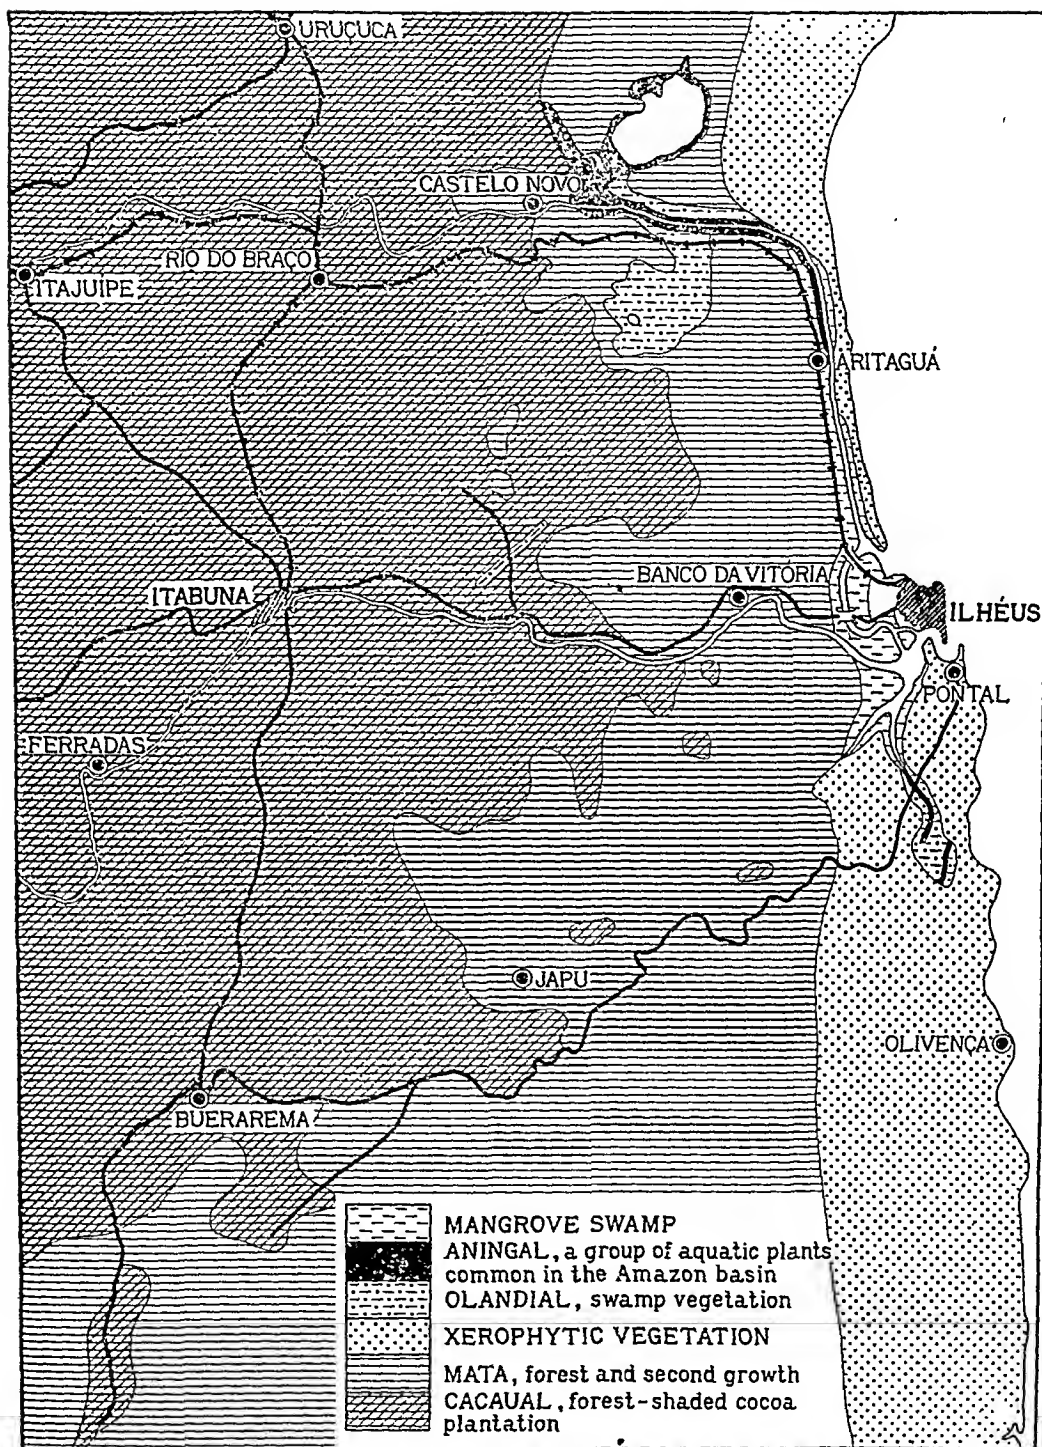 URUÇUCA
CASTELO NOVO
RIO DO BRAÇO
ITAJUÍPE
ARITAGUÁ
BANCO DA VITÓRIA
ITABUNA
ILHÉUS
PONTAL
FERRADAS
JAPU
OLIVENÇA
BUERAREMA
MANGROVE SWAMP
ANINGAL, a group of aquatic plants
common in the Amazon basin
OLANDIAL, swamp vegetation
XEROPHYTIC VEGETATION
MATA, forest and second growth
CACAUAL, forest-shaded cocoa
plantation